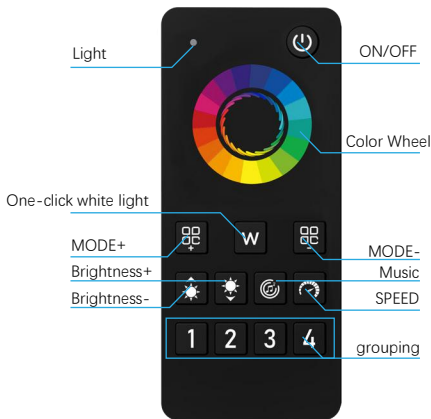 Light
ON/OFF
Color Wheel
One-click white light
W
MODE+
MODE-
Brightness+
Music
Brightness-
SPEED
1 2 3 4
grouping